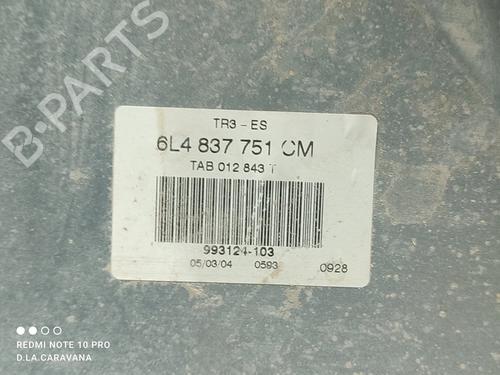 B-PARTS
TR3 - ES
6L4 837 751 CM
TAB 012 843 T
993124-103
05/03/04 0593 0928
REDMI NOTE 10 PRO
D.LA.CARAVANA